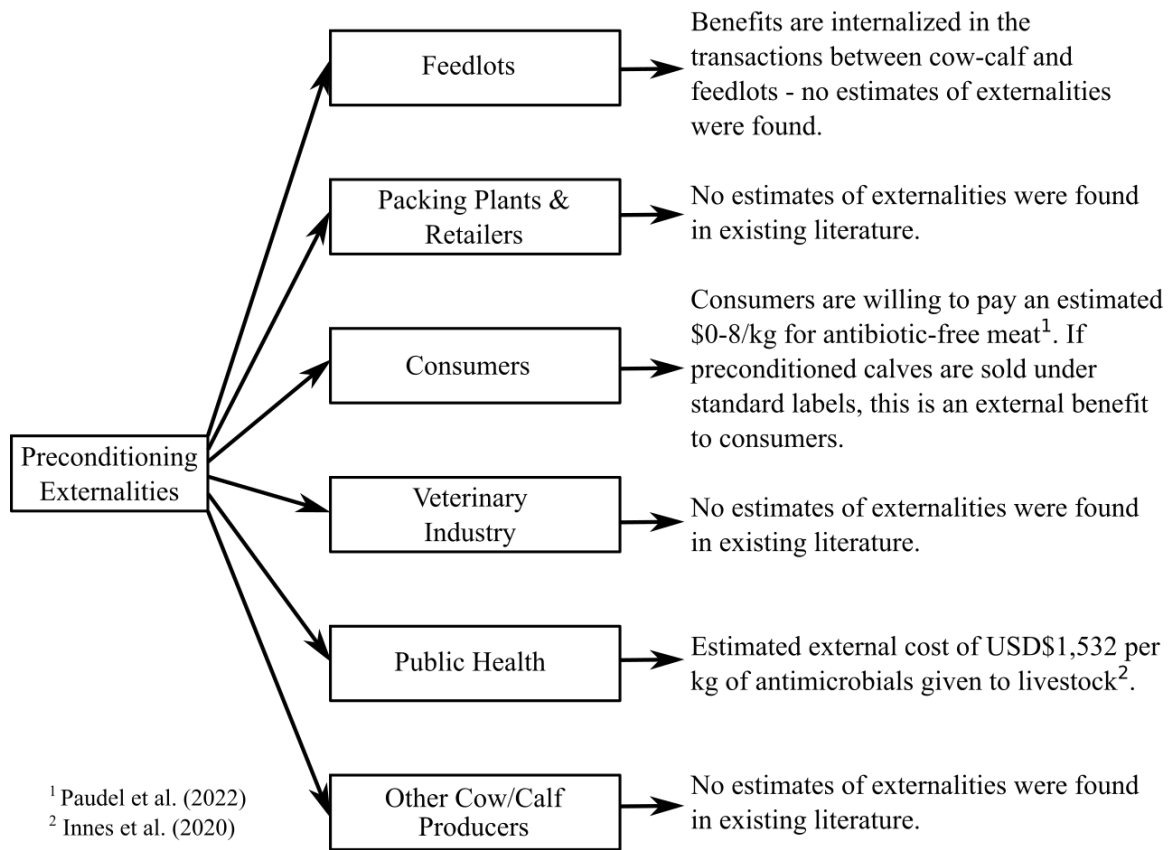 Feedlots
Benefits are internalized in the
transactions between cow-calf and
feedlots - no estimates of externalities
were found.
Packing Plants &
Retailers
No estimates of externalities were found
in existing literature.
Consumers
Consumers are willing to pay an estimated
$0-8/kg for antibiotic-free meat¹. If
preconditioned calves are sold under
standard labels, this is an external benefit
to consumers.
Preconditioning
Externalities
Veterinary
Industry
No estimates of externalities were found
in existing literature.
Public Health
Estimated external cost of USD$1,532 per
kg of antimicrobials given to livestock².
Other Cow/Calf
Producers
No estimates of externalities were found
in existing literature.
¹ Paudel et al. (2022)
² Innes et al. (2020)